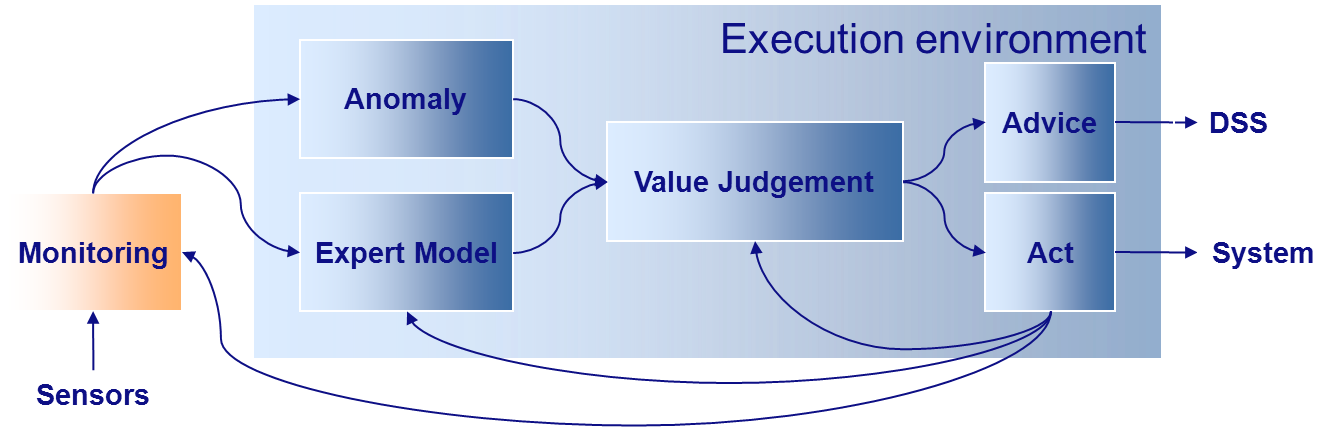 Execution environment
Anomaly
Advice
DSS
Value Judgement
Monitoring
Expert Model
Act
System
Sensors